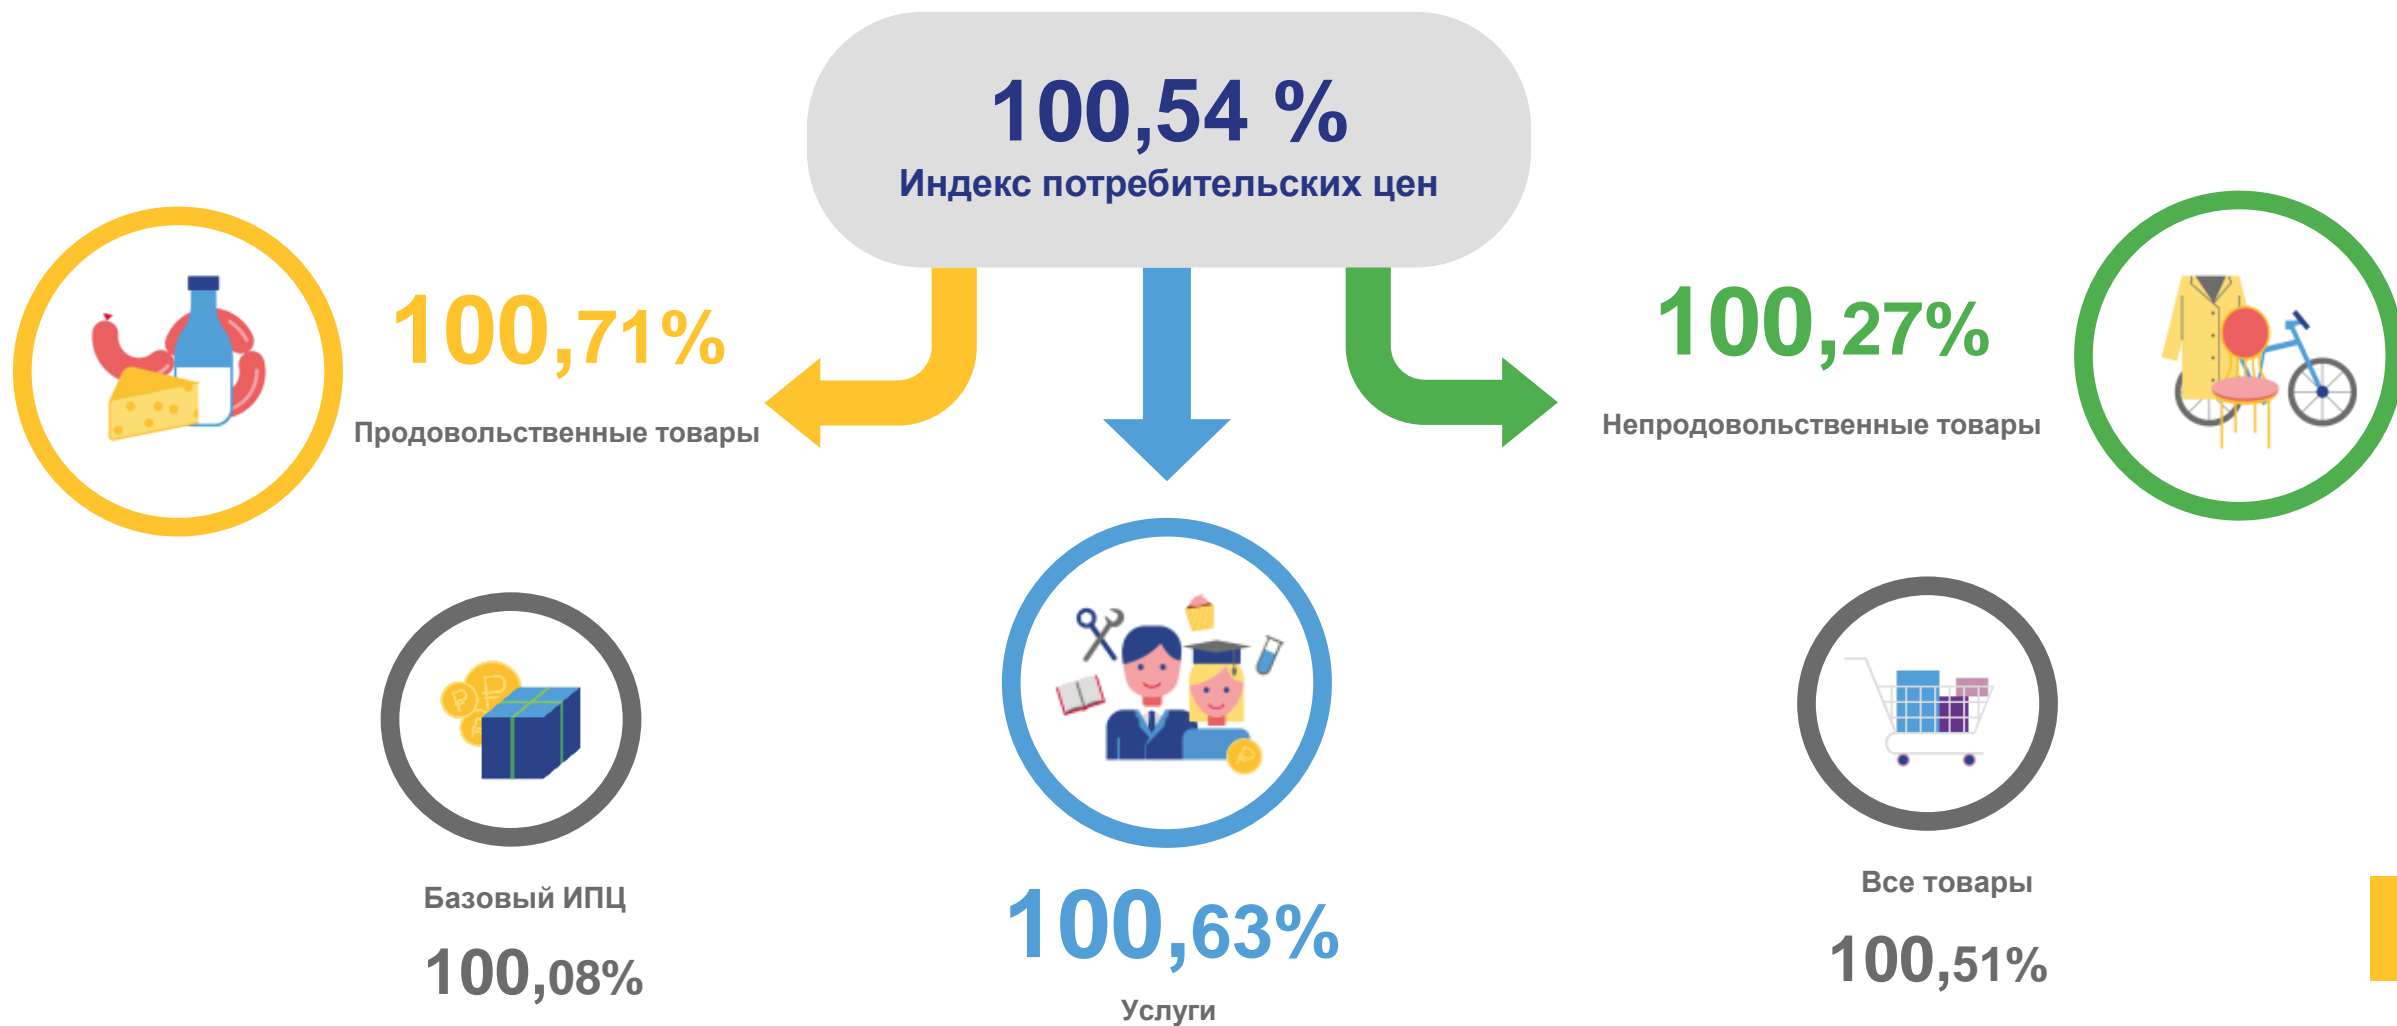 100,54 %
Индекс потребительских цен
100,71%
Продовольственные товары
100,27%
Непродовольственные товары
Базовый ИПЦ
100,08%
100,63%
Услуги
Все товары
100,51%